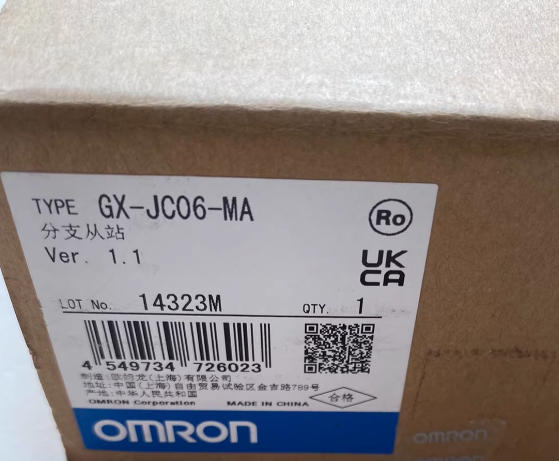 TYPE GX-JC06-MA
Ro
分支从站
Ver. 1.1
UK
CA
LOT No. 14323M QTY. 1
4 549734 726023
制造:欧姆龙(上海)有限公司
地址:中国(上海)自由贸易试验区金吉路789号
产地:中华人民共和国
合格
OMRON Corporation MADE IN CHINA
OMRON
OMRON